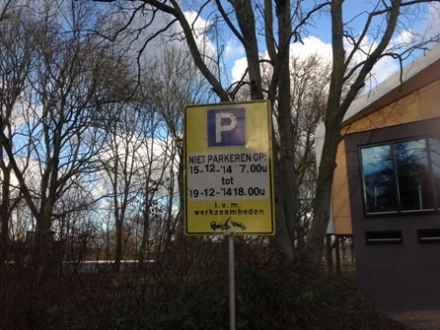 P
NIET PARKEREN OP:
15-12-'14 7.00u
tot
19-12-'14 18.00u
i.v.m.
werkzaamheden